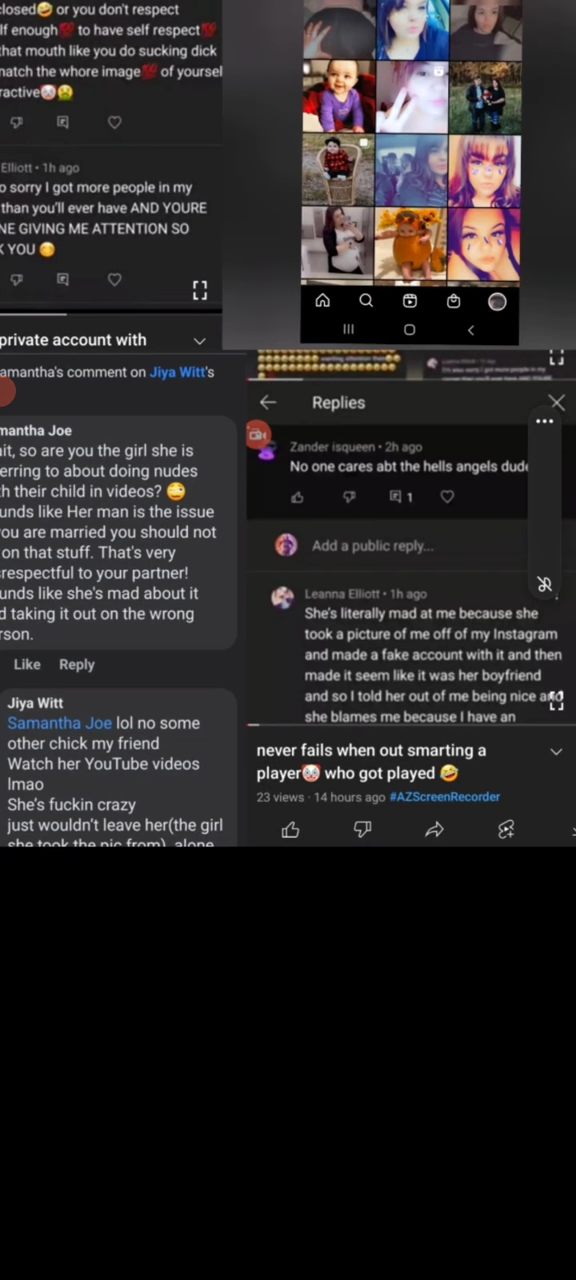 closed🤣 or you don't respect
lf enough💯 to have self respect💯
that mouth like you do sucking dick
match the whore image💯 of yoursel
ractive🤡🤮
Elliott • 1h ago
o sorry I got more people in my
than you'll ever have AND YOURE
NE GIVING ME ATTENTION SO
K YOU 🤭
private account with
amantha's comment on Jiya Witt's
mantha Joe
ait, so are you the girl she is
erring to about doing nudes
h their child in videos? 🙄
unds like Her man is the issue
you are married you should not
on that stuff. That's very
srespectful to your partner!
unds like she's mad about it
d taking it out on the wrong
rson.
Like Reply
Jiya Witt
Samantha Joe lol no some
other chick my friend
Watch her YouTube videos
lmao
She's fuckin crazy
just wouldn't leave her(the girl
she took the pic from) alone
Replies
Zander isqueen • 2h ago
No one cares abt the hells angels dude
1
Add a public reply...
Leanna Elliott • 1h ago
She's literally mad at me because she
took a picture of me off of my Instagram
and made a fake account with it and then
made it seem like it was her boyfriend
and so I told her out of me being nice and
she blames me because I have an
never fails when out smarting a
player🤡 who got played 🤣
23 views · 14 hours ago #AZScreenRecorder